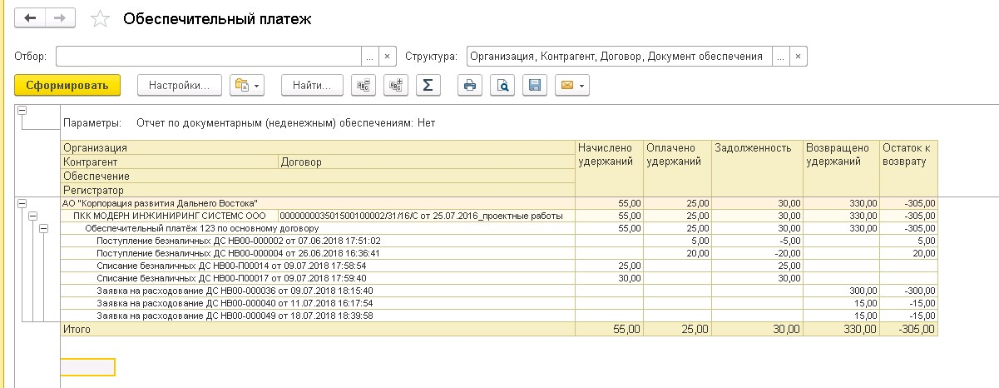 Обеспечительный платеж
Отбор: ... × Структура: Организация, Контрагент, Договор, Документ обеспечения ... ×
Сформировать Настройки... Найти... Σ
Параметры: Отчет по документарным (неденежным) обеспечениям: Нет
Организация Начислено удержаний Оплачено удержаний Задолженность Возвращено удержаний Остаток к возврату
Контрагент Договор
Обеспечение
Регистратор
АО "Корпорация развития Дальнего Востока" 55,00 25,00 30,00 330,00 -305,00
ПКК МОДЕРН ИНЖИНИРИНГ СИСТЕМС ООО 000000003501500100002/31/16/С от 25.07.2016_проектные работы 55,00 25,00 30,00 330,00 -305,00
Обеспечительный платёж 123 по основному договору 55,00 25,00 30,00 330,00 -305,00
Поступление безналичных ДС НВ00-000002 от 07.06.2018 17:51:02 5,00 -5,00 5,00
Поступление безналичных ДС НВ00-000004 от 26.06.2018 16:36:41 20,00 -20,00 20,00
Списание безналичных ДС НВ00-П00014 от 09.07.2018 17:58:54 25,00 25,00
Списание безналичных ДС НВ00-П00017 от 09.07.2018 17:59:40 30,00 30,00
Заявка на расходование ДС НВ00-000036 от 09.07.2018 18:15:40 300,00 -300,00
Заявка на расходование ДС НВ00-000040 от 11.07.2018 16:17:54 15,00 -15,00
Заявка на расходование ДС НВ00-000049 от 18.07.2018 18:39:58 15,00 -15,00
Итого 55,00 25,00 30,00 330,00 -305,00